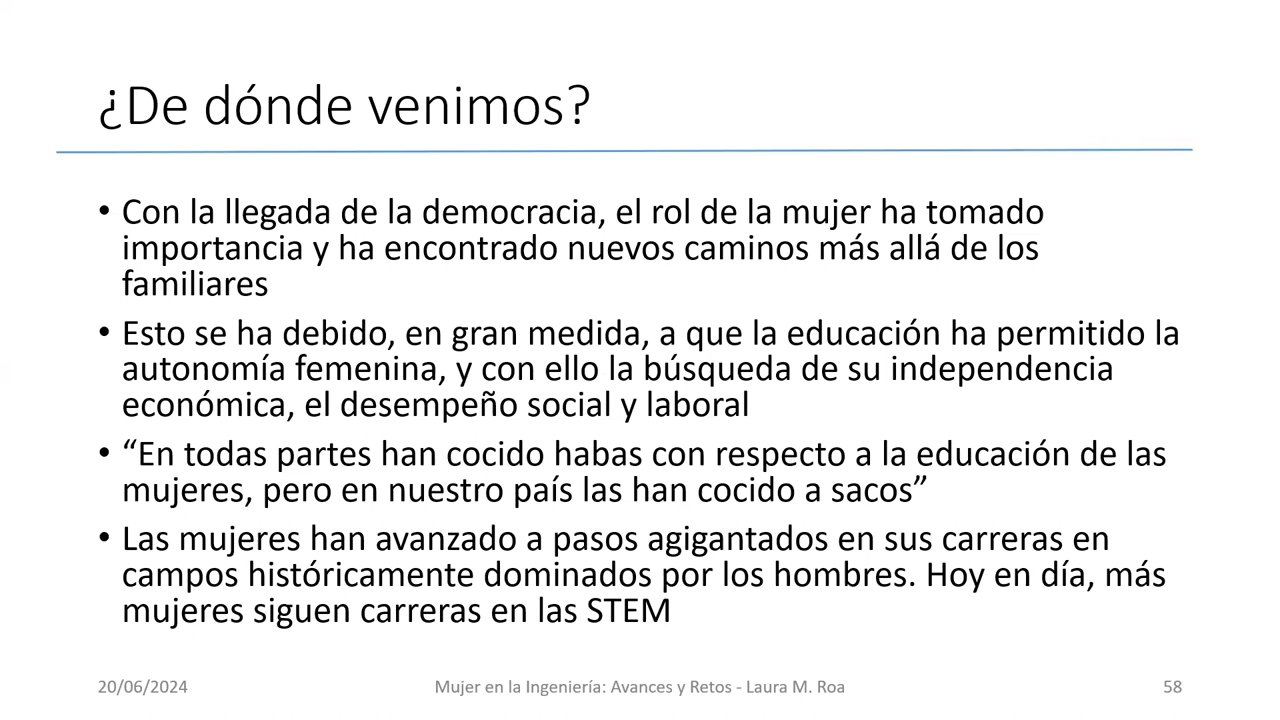 ¿De dónde venimos?
• Con la llegada de la democracia, el rol de la mujer ha tomado
importancia y ha encontrado nuevos caminos más allá de los
familiares
• Esto se ha debido, en gran medida, a que la educación ha permitido la
autonomía femenina, y con ello la búsqueda de su independencia
económica, el desempeño social y laboral
• “En todas partes han cocido habas con respecto a la educación de las
mujeres, pero en nuestro país las han cocido a sacos”
• Las mujeres han avanzado a pasos agigantados en sus carreras en
campos históricamente dominados por los hombres. Hoy en día, más
mujeres siguen carreras en las STEM
20/06/2024
Mujer en la Ingeniería: Avances y Retos - Laura M. Roa
58